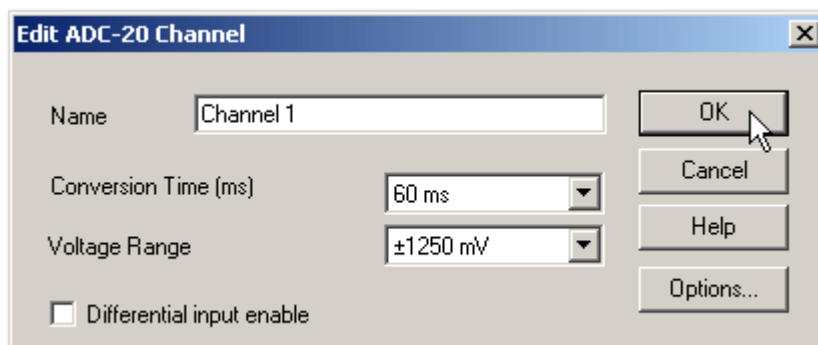 Edit ADC-20 Channel
Name
Channel 1
OK
Conversion Time (ms)
60 ms
Cancel
Voltage Range
±1250 mV
Help
Differential input enable
Options...